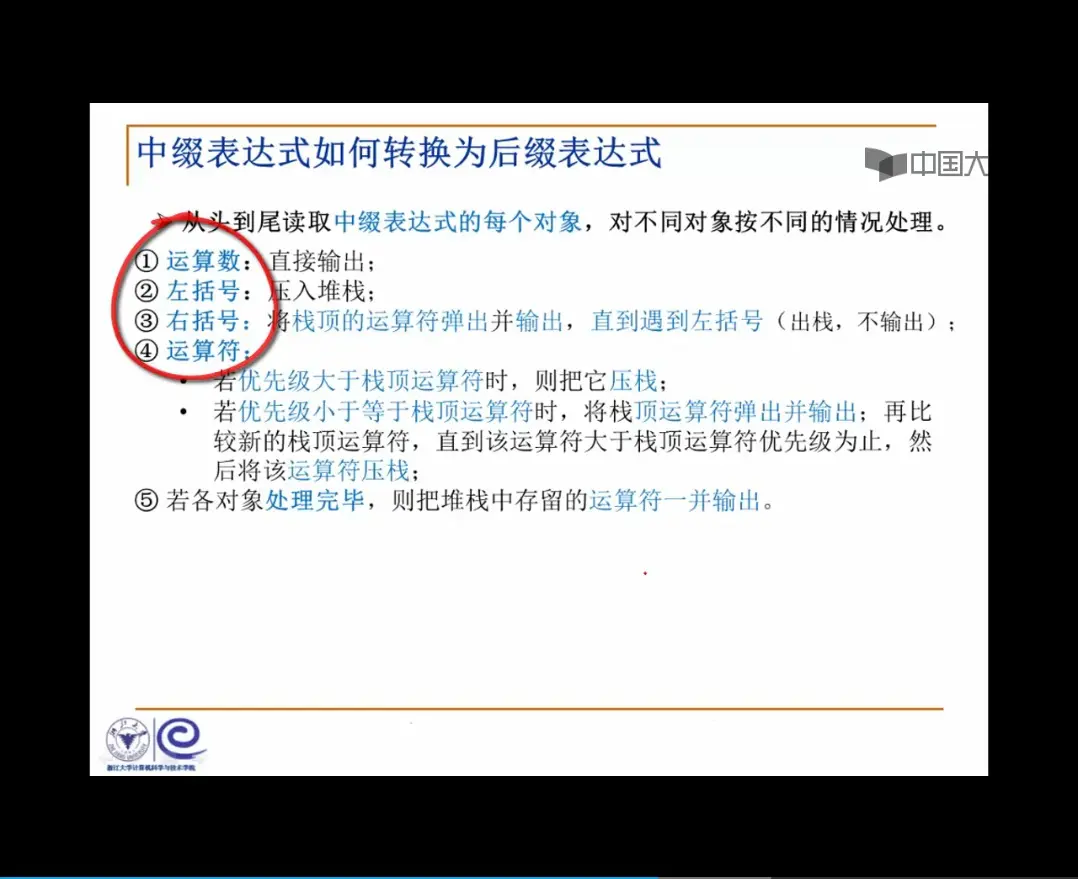 中缀表达式如何转换为后缀表达式
中国大
从头到尾读取中缀表达式的每个对象，对不同对象按不同的情况处理。
① 运算数：直接输出；
② 左括号：压入堆栈；
③ 右括号：将栈顶的运算符弹出并输出，直到遇到左括号（出栈，不输出）；
④ 运算符：
• 若优先级大于栈顶运算符时，则把它压栈；
• 若优先级小于等于栈顶运算符时，将栈顶运算符弹出并输出；再比
较新的栈顶运算符，直到该运算符大于栈顶运算符优先级为止，然
后将该运算符压栈；
⑤ 若各对象处理完毕，则把堆栈中存留的运算符一并输出。
浙江大学计算机科学与技术学院